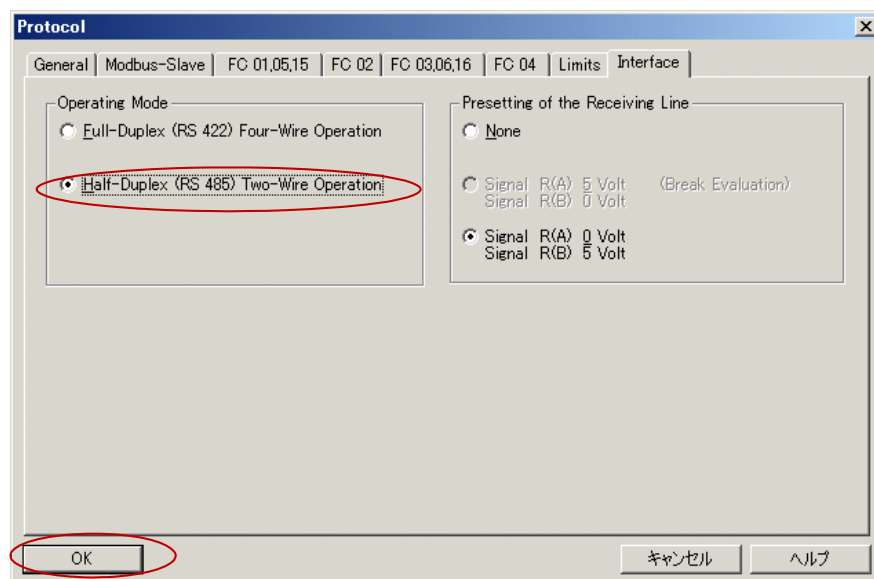 Protocol
General
Modbus-Slave
FC 01,05,15
FC 02
FC 03,06,16
FC 04
Limits
Interface
Operating Mode
Full-Duplex (RS 422) Four-Wire Operation
Half-Duplex (RS 485) Two-Wire Operation
Presetting of the Receiving Line
None
Signal R(A) 5 Volt (Break Evaluation)
Signal R(B) 0 Volt
Signal R(A) 0 Volt
Signal R(B) 5 Volt
OK
キャンセル
ヘルプ